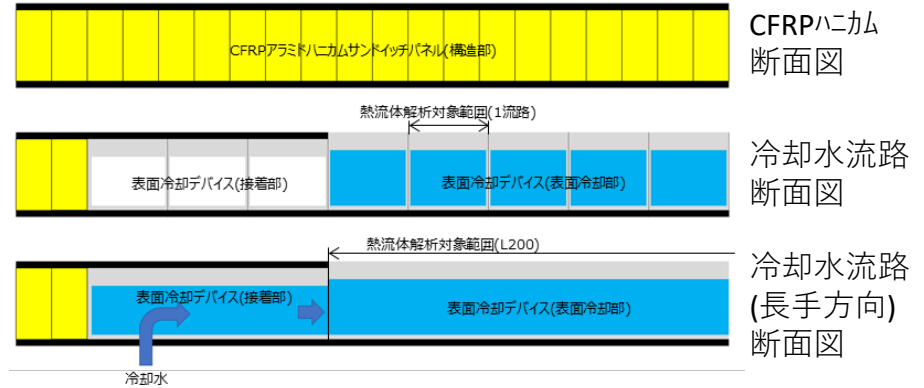 CFRPアラミドハニカムサンドイッチパネル(構造部)
CFRPハニカム
断面図
熱流体解析対象範囲(1流路)
表面冷却デバイス(接着部)
表面冷却デバイス(表面冷却部)
冷却水流路
断面図
熱流体解析対象範囲(L200)
表面冷却デバイス(接着部)
表面冷却デバイス(表面冷却部)
冷却水
冷却水流路
(長手方向)
断面図